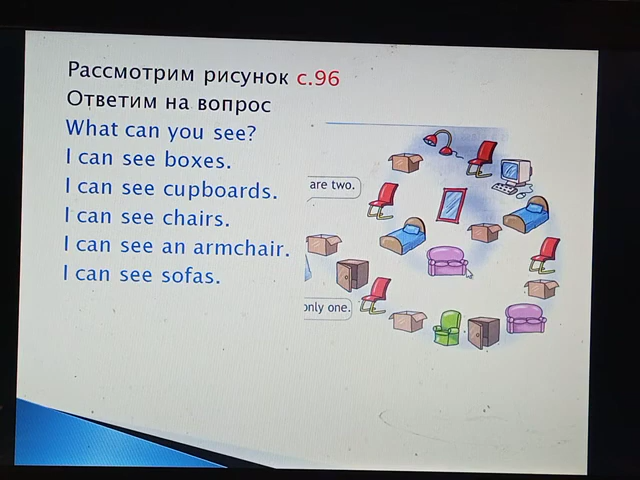 Рассмотрим рисунок с.96
Ответим на вопрос
What can you see?
I can see boxes.
I can see cupboards.
I can see chairs.
I can see an armchair.
I can see sofas.
are two.
only one.